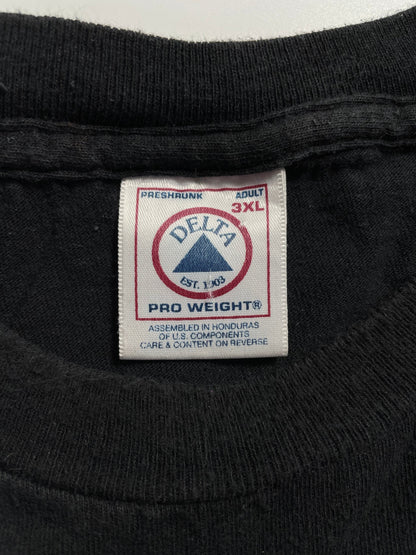 PRESHRUNK ADULT
3XL
DELTA
EST. 1903
PRO WEIGHT®
ASSEMBLED IN HONDURAS
OF U.S. COMPONENTS
CARE & CONTENT ON REVERSE